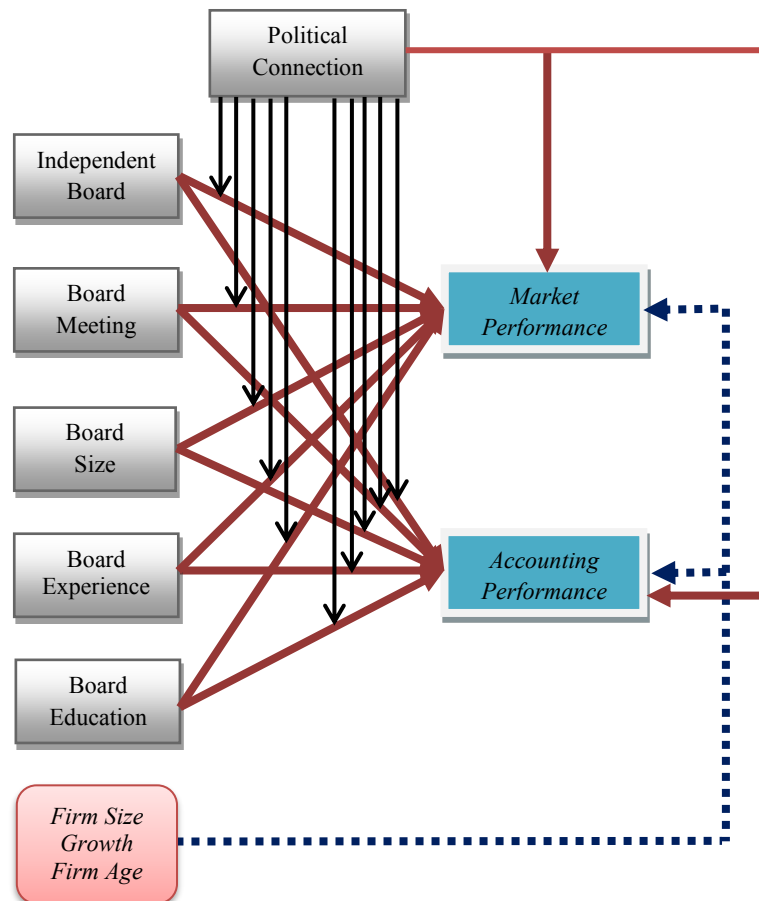 Political
Connection
Independent
Board
Board
Meeting
Market
Performance
Board
Size
Board
Experience
Accounting
Performance
Board
Education
Firm Size
Growth
Firm Age